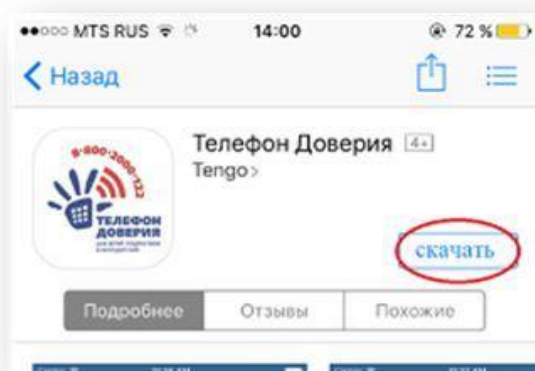 MTS RUS 14:00 72 %
Назад
8-800-2000-122
ТЕЛЕФОН
ДОВЕРИЯ
Телефон Доверия 4+
Tengo >
скачать
Подробнее Отзывы Похожие